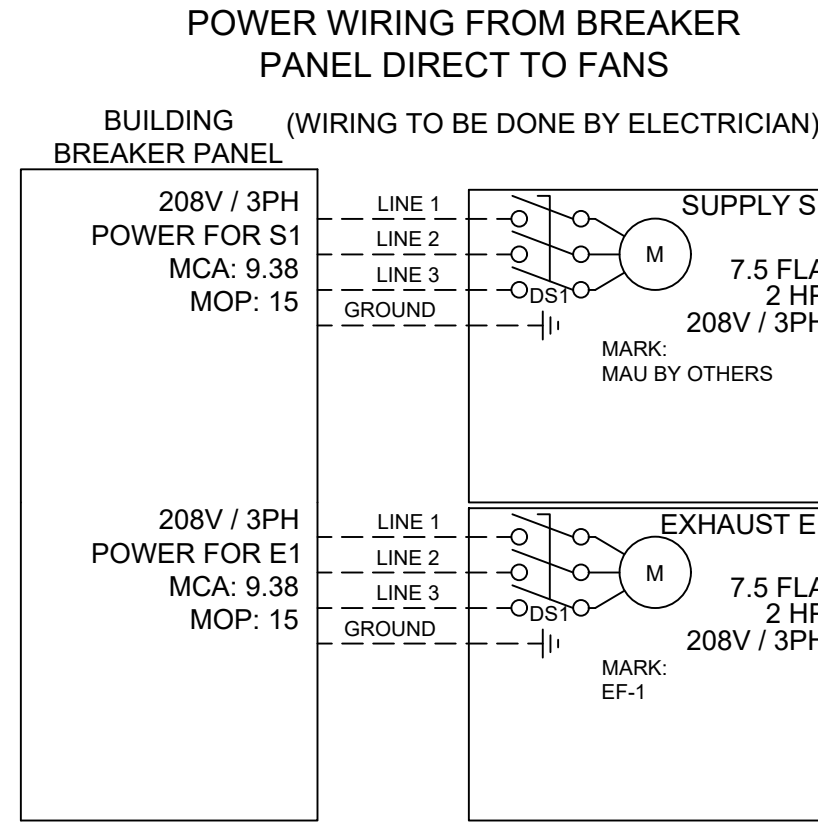 POWER WIRING FROM BREAKER
PANEL DIRECT TO FANS
BUILDING
BREAKER PANEL
(WIRING TO BE DONE BY ELECTRICIAN)
208V / 3PH
POWER FOR S1
MCA: 9.38
MOP: 15
LINE 1
LINE 2
LINE 3
GROUND
DS1
M
SUPPLY S
7.5 FLA
2 HP
208V / 3PH
MARK:
MAU BY OTHERS
208V / 3PH
POWER FOR E1
MCA: 9.38
MOP: 15
LINE 1
LINE 2
LINE 3
GROUND
DS1
M
EXHAUST E
7.5 FLA
2 HP
208V / 3PH
MARK:
EF-1